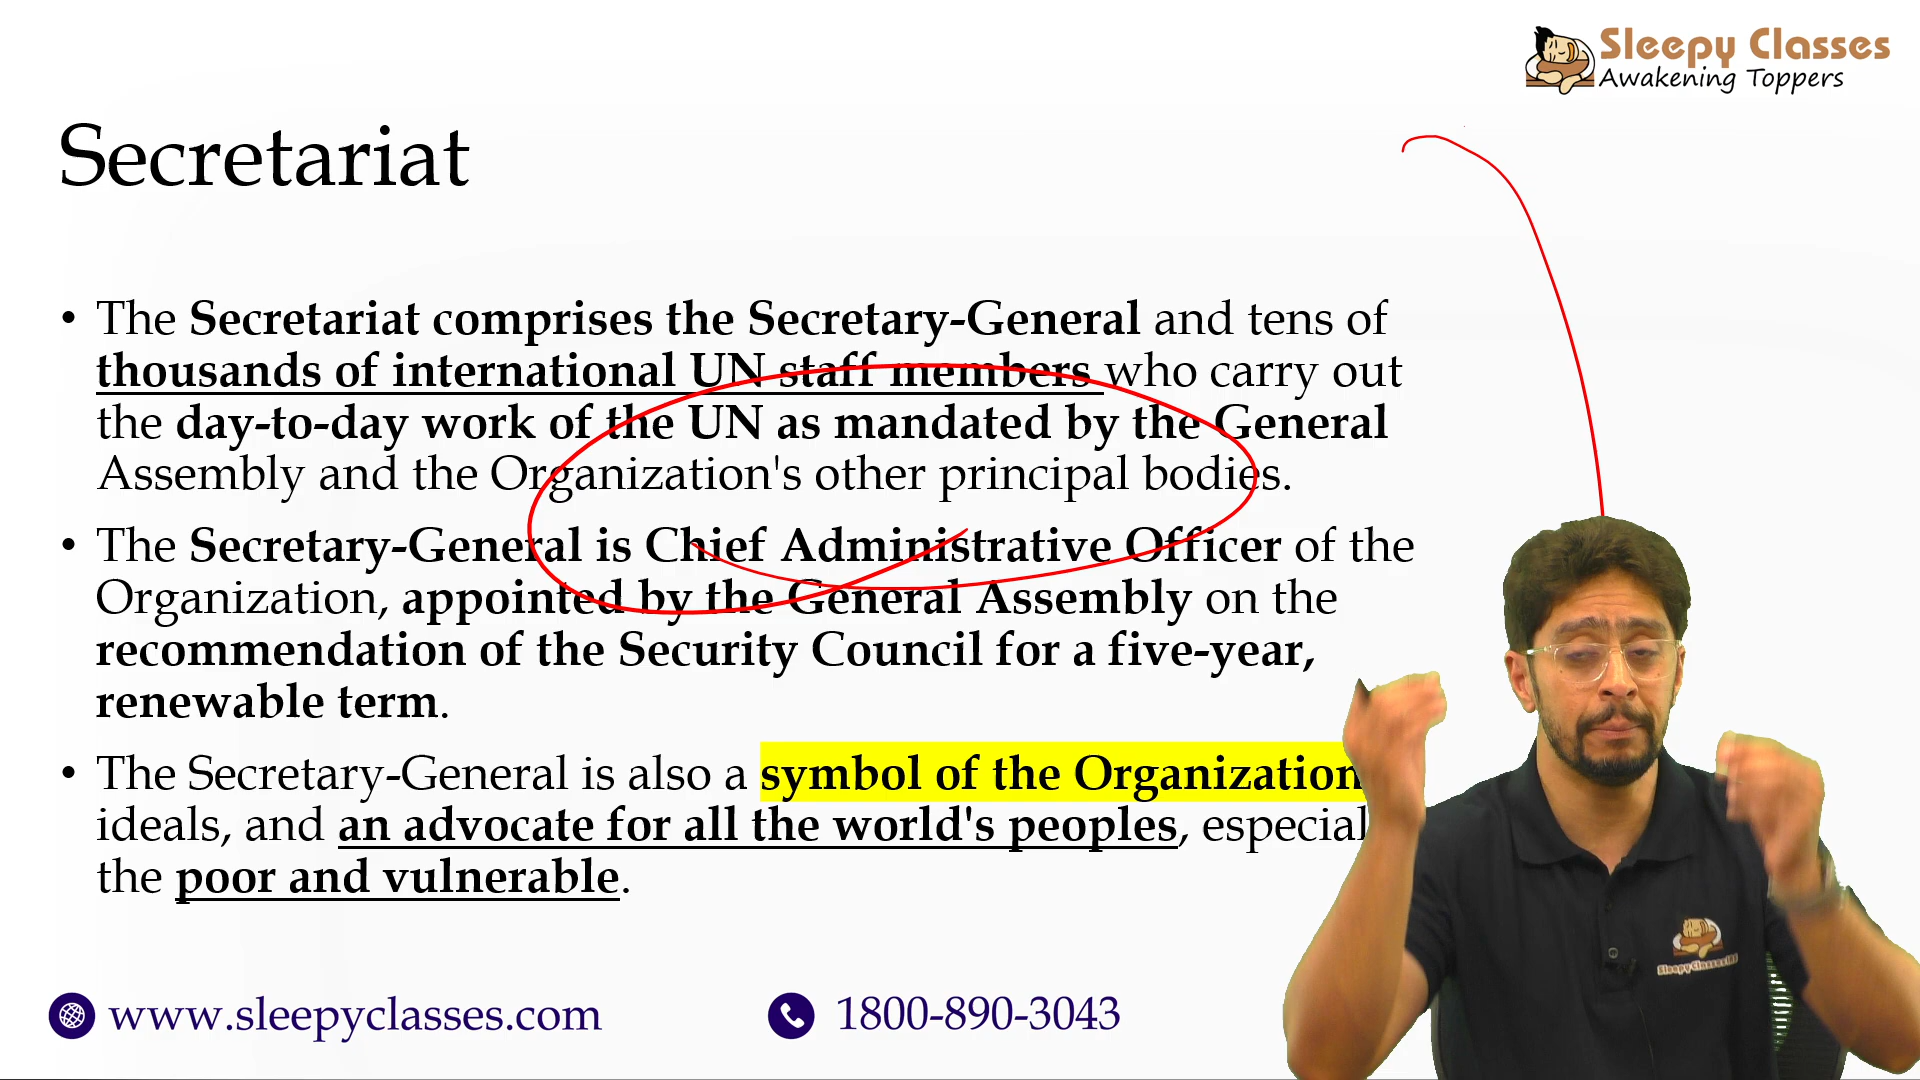 Sleepy Classes
Awakening Toppers
Secretariat
• The Secretariat comprises the Secretary-General and tens of
thousands of international UN staff members who carry out
the day-to-day work of the UN as mandated by the General
Assembly and the Organization's other principal bodies.
• The Secretary-General is Chief Administrative Officer of the
Organization, appointed by the General Assembly on the
recommendation of the Security Council for a five-year,
renewable term.
• The Secretary-General is also a symbol of the Organization
ideals, and an advocate for all the world's peoples,
the poor and vulnerable.
Sleepy Classes
www.sleepyclasses.com
1800-890-3043